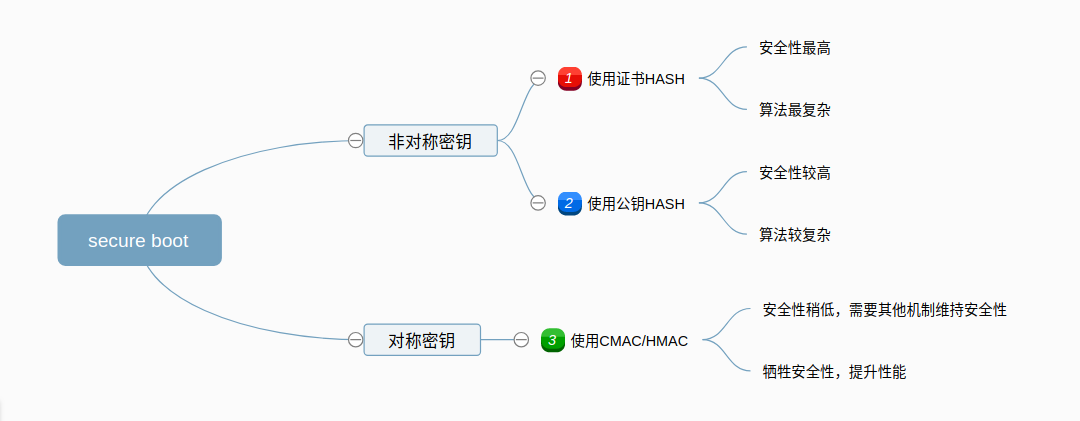 secure boot
非对称密钥
1 使用证书HASH
安全性最高
算法最复杂
2 使用公钥HASH
安全性较高
算法较复杂
对称密钥
3 使用CMAC/HMAC
安全性稍低，需要其他机制维持安全性
牺牲安全性，提升性能